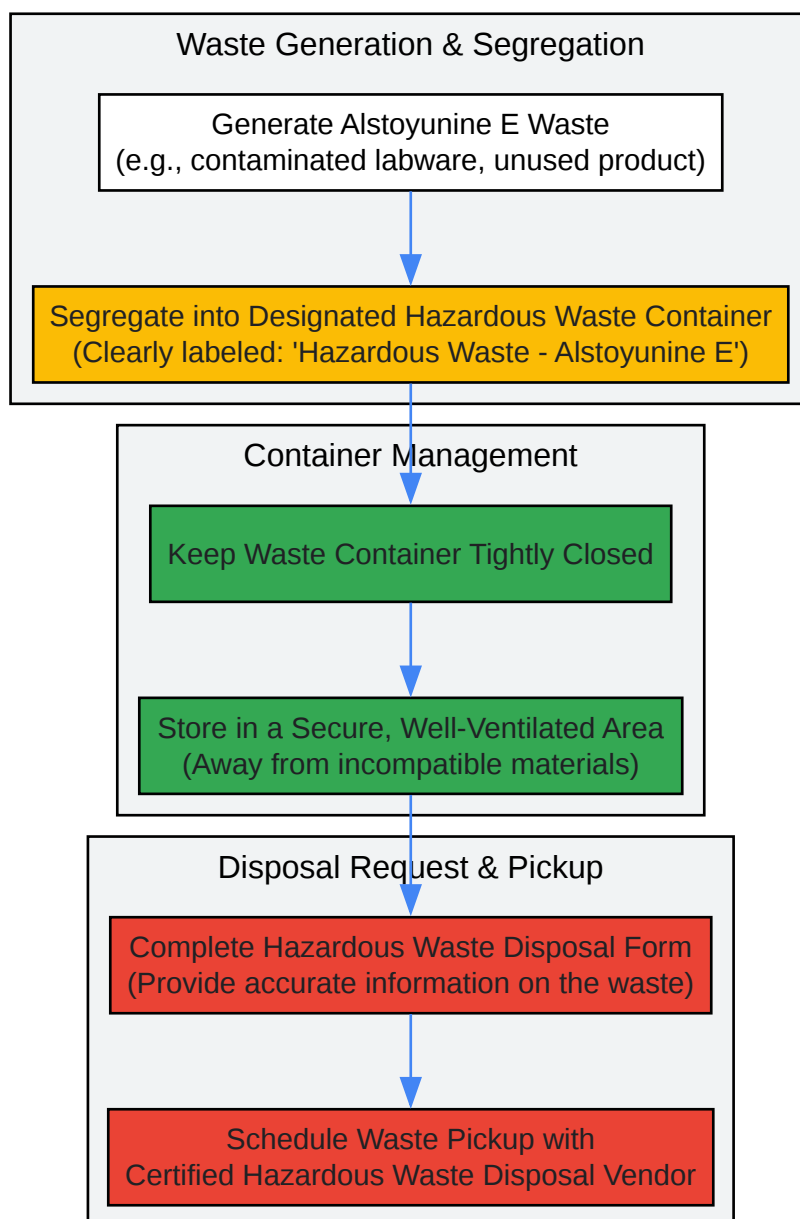 Waste Generation & Segregation
Generate Alstoyunine E Waste
(e.g., contaminated labware, unused product)
Segregate into Designated Hazardous Waste Container
(Clearly labeled: 'Hazardous Waste - Alstoyunine E')
Container Management
Keep Waste Container Tightly Closed
Store in a Secure, Well-Ventilated Area
(Away from incompatible materials)
Disposal Request & Pickup
Complete Hazardous Waste Disposal Form
(Provide accurate information on the waste)
Schedule Waste Pickup with
Certified Hazardous Waste Disposal Vendor